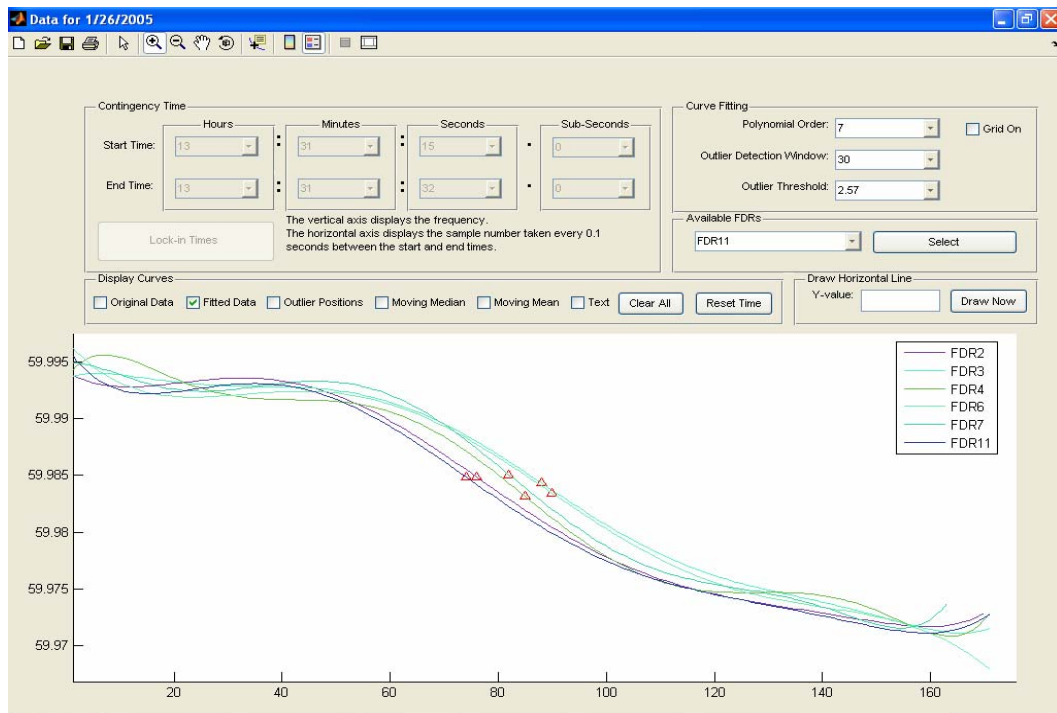 Data for 1/26/2005
Contingency Time
Hours
Minutes
Seconds
Sub-Seconds
Start Time:
13
:
31
:
15
.
0
End Time:
13
:
31
:
32
.
0
Lock-in Times
The vertical axis displays the frequency.
The horizontal axis displays the sample number taken every 0.1
seconds between the start and end times.
Curve Fitting
Polynomial Order:
7
Grid On
Outlier Detection Window:
30
Outlier Threshold:
2.57
Available FDRs
FDR11
Select
Display Curves
Original Data
Fitted Data
Outlier Positions
Moving Median
Moving Mean
Text
Clear All
Reset Time
Draw Horizontal Line
Y-value:
Draw Now
59.995
59.99
59.985
59.98
59.975
59.97
FDR2
FDR3
FDR4
FDR6
FDR7
FDR11
20
40
60
80
100
120
140
160